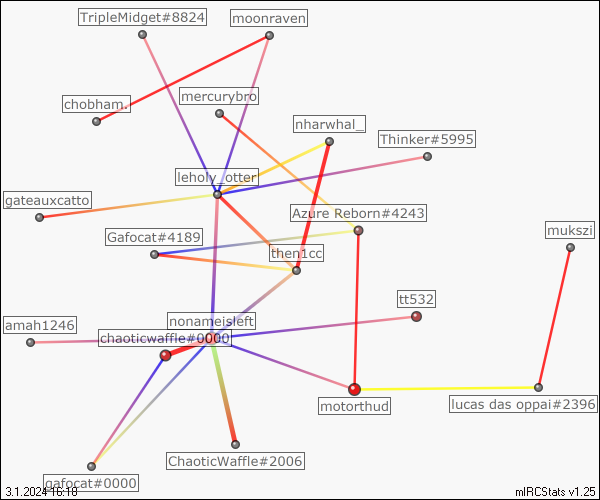 TripleMidget#8824
moonraven
chobham.
mercurybro
nharwhal_
Thinker#5995
leholy_otter
gateauxcatto
Azure Reborn#4243
Gafocat#4189
mukszi
then1cc
tt532
nonameisleft
amah1246
chaoticwaffle#0000
motorthud
lucas das oppai#2396
ChaoticWaffle#2006
gafocat#0000
3.1.2024 16:18
mIRCStats v1.25